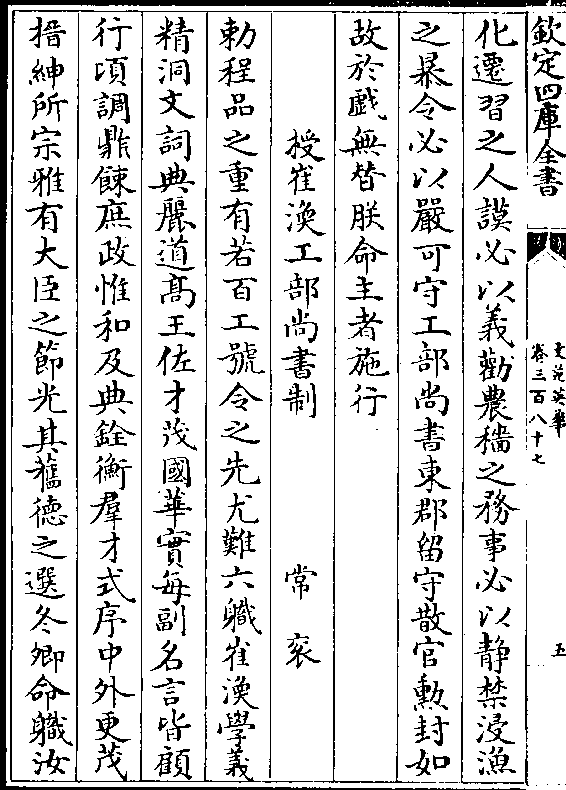 欽定四庫全書
文苑英華
卷三百八十七
五
化遷習之人謨必以義勸農穡之務事必以静禁浸漁
之暴令必以嚴可守工部尚書東郡留守散官勳封如
故於戲無替朕命主者施行
授崔渙工部尚書制　常衮
勅程品之重有若百工號令之先尤難六職崔渙學義
精洞文詞典麗道髙王佐才茂國華實每副名言皆顧
行頃調鼎餗庶政惟和及典銓衡羣才式序中外更茂
搢紳所宗雅有大臣之節光其舊德之選冬卿命職汝